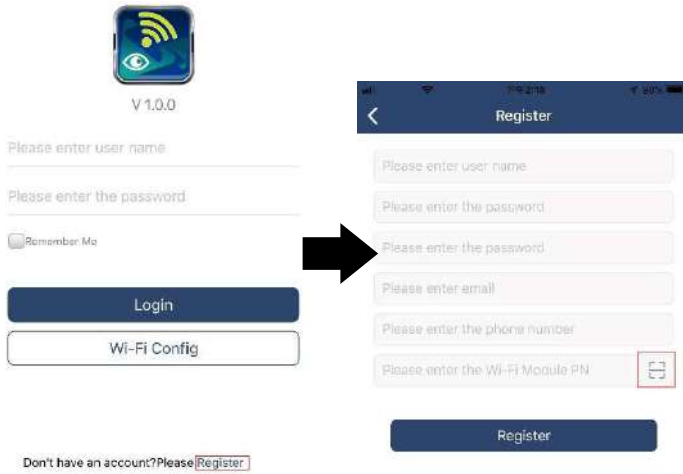 V 1.0.0
Please enter user name
Please enter the password
Remember Me
Login
Wi-Fi Config
Don't have an account?Please Register
Register
Please enter user name
Please enter the password
Please enter the password
Please enter email
Please enter the phone number
Please enter the Wi-Fi Module PN
Register